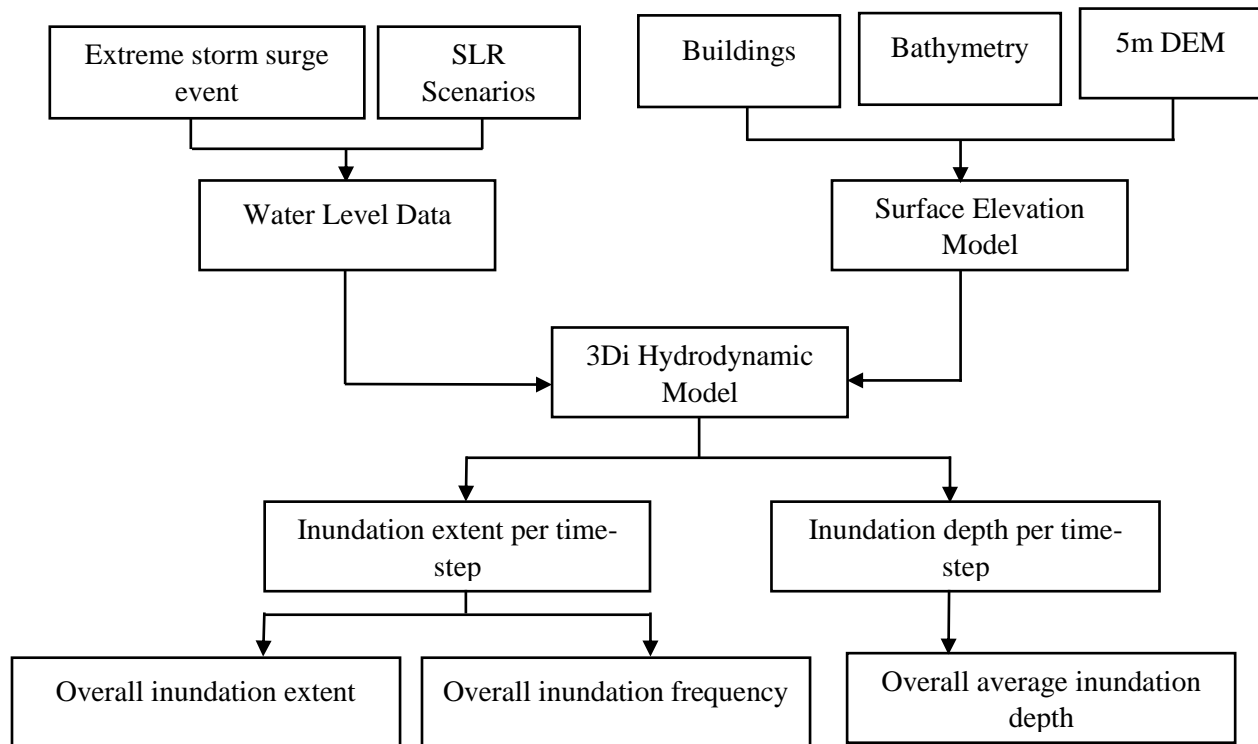 Extreme storm surge
event
SLR
Scenarios
Buildings
Bathymetry
5m DEM
Water Level Data
Surface Elevation
Model
3Di Hydrodynamic
Model
Inundation extent per time-
step
Inundation depth per time-
step
Overall inundation extent
Overall inundation frequency
Overall average inundation
depth